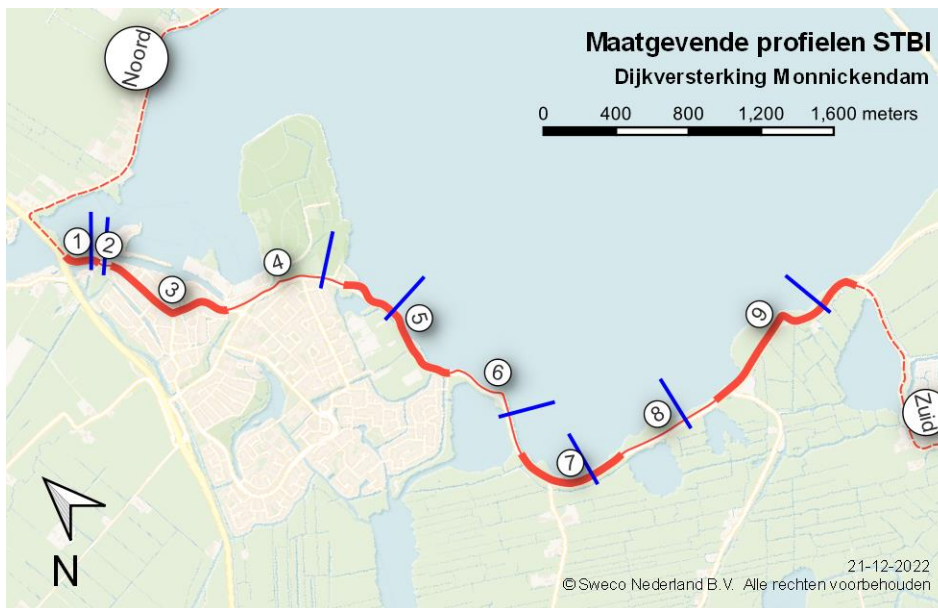 Maatgevende profielen STBI
Dijkversterking Monnickendam
0 400 800 1,200 1,600 meters
Noord
1
2
3
4
5
6
7
8
9
Zuid
N
21-12-2022
© Sweco Nederland B.V. Alle rechten voorbehouden